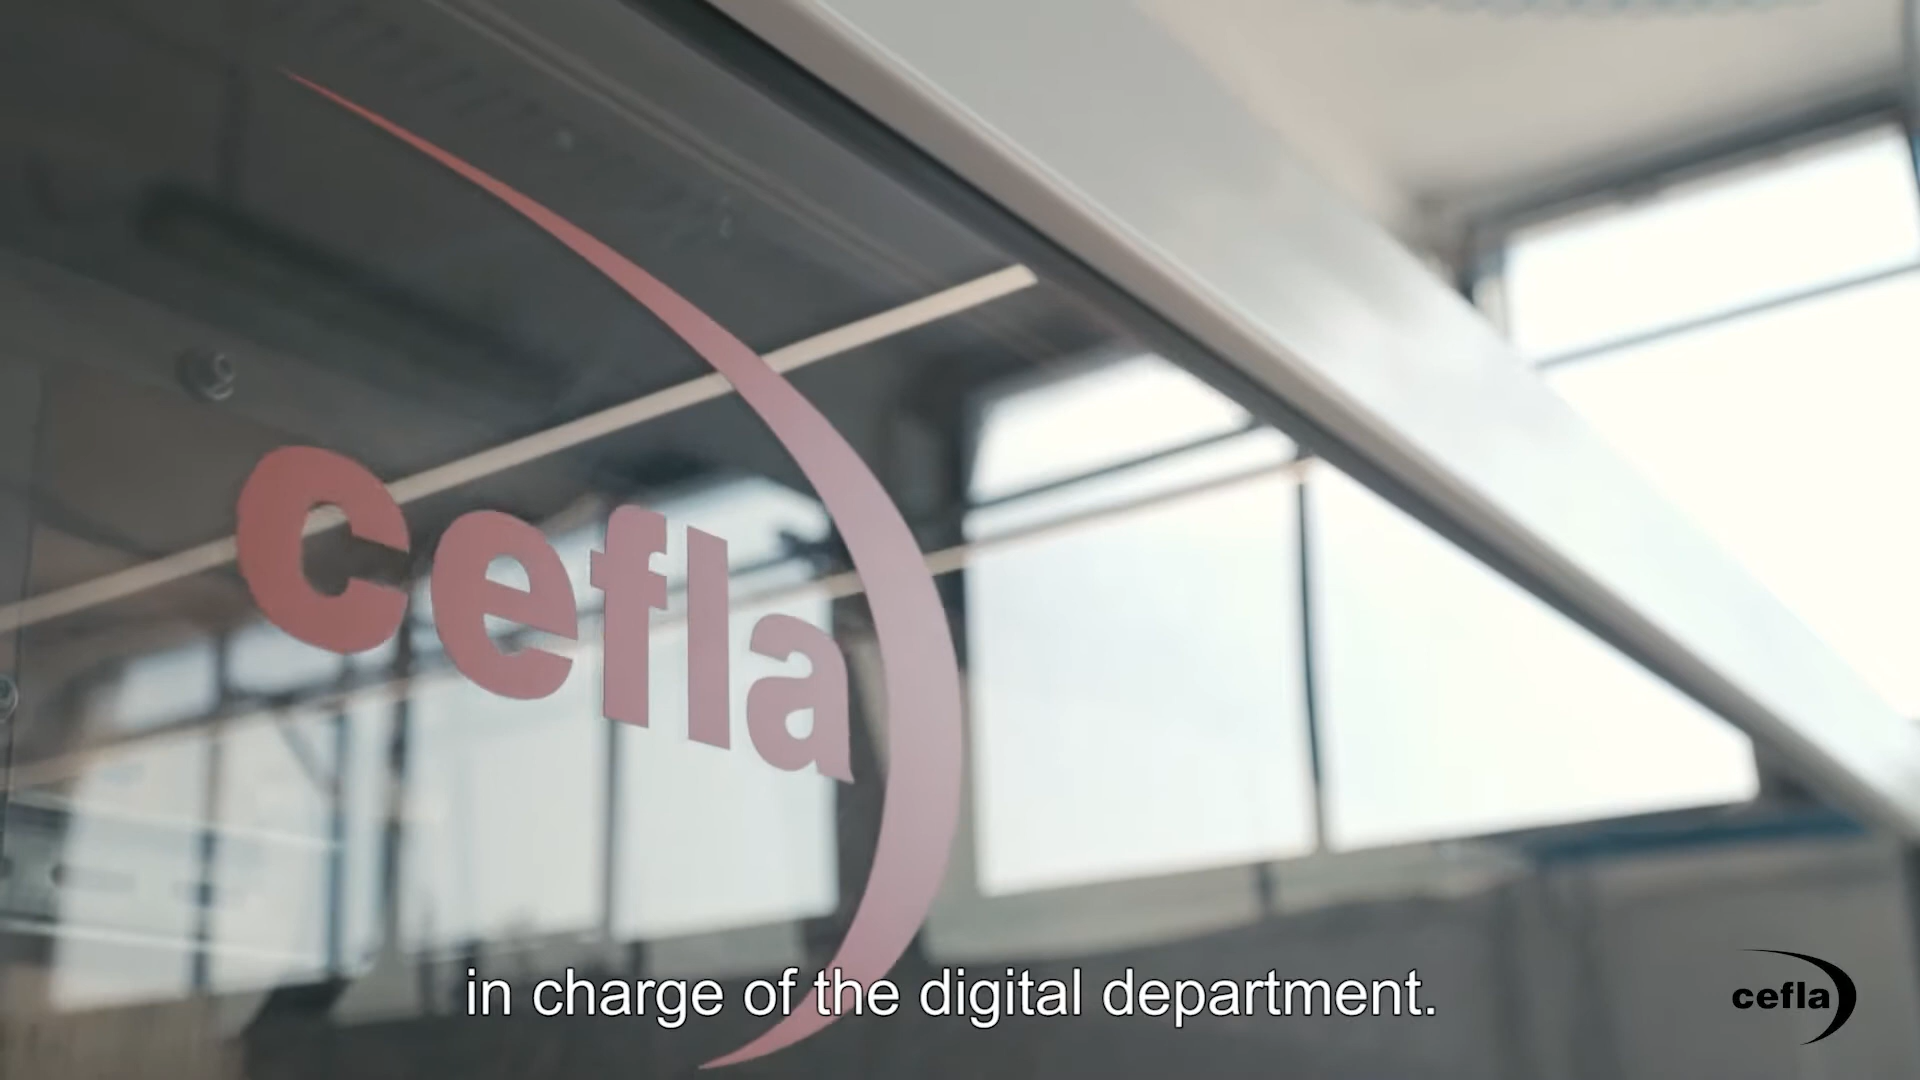 cefla
in charge of the digital department.
cefla